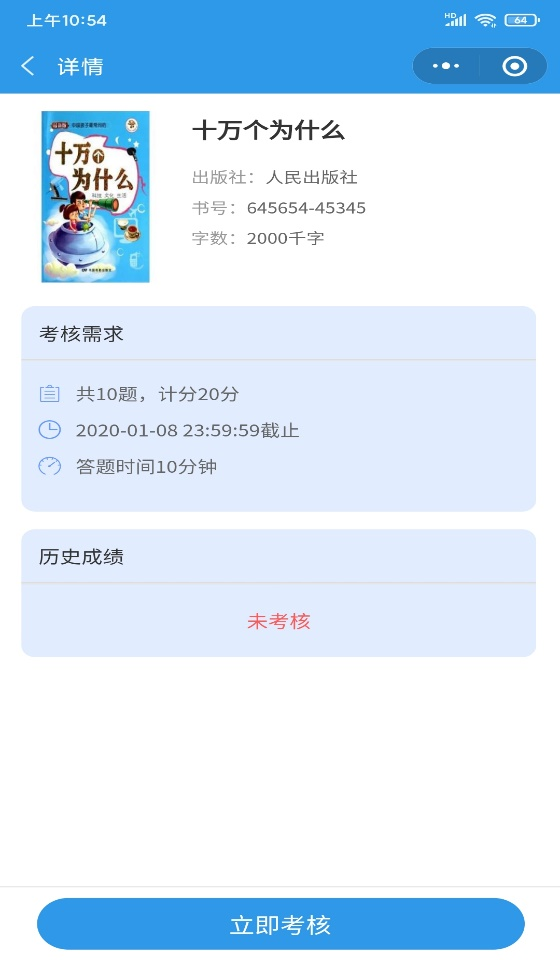 上午10:54
HD
64
详情
十万个
为什么
十万个为什么
出版社：人民出版社
书号：645654-45345
字数：2000千字
考核需求
共10题，计分20分
2020-01-08 23:59:59截止
答题时间10分钟
历史成绩
未考核
立即考核